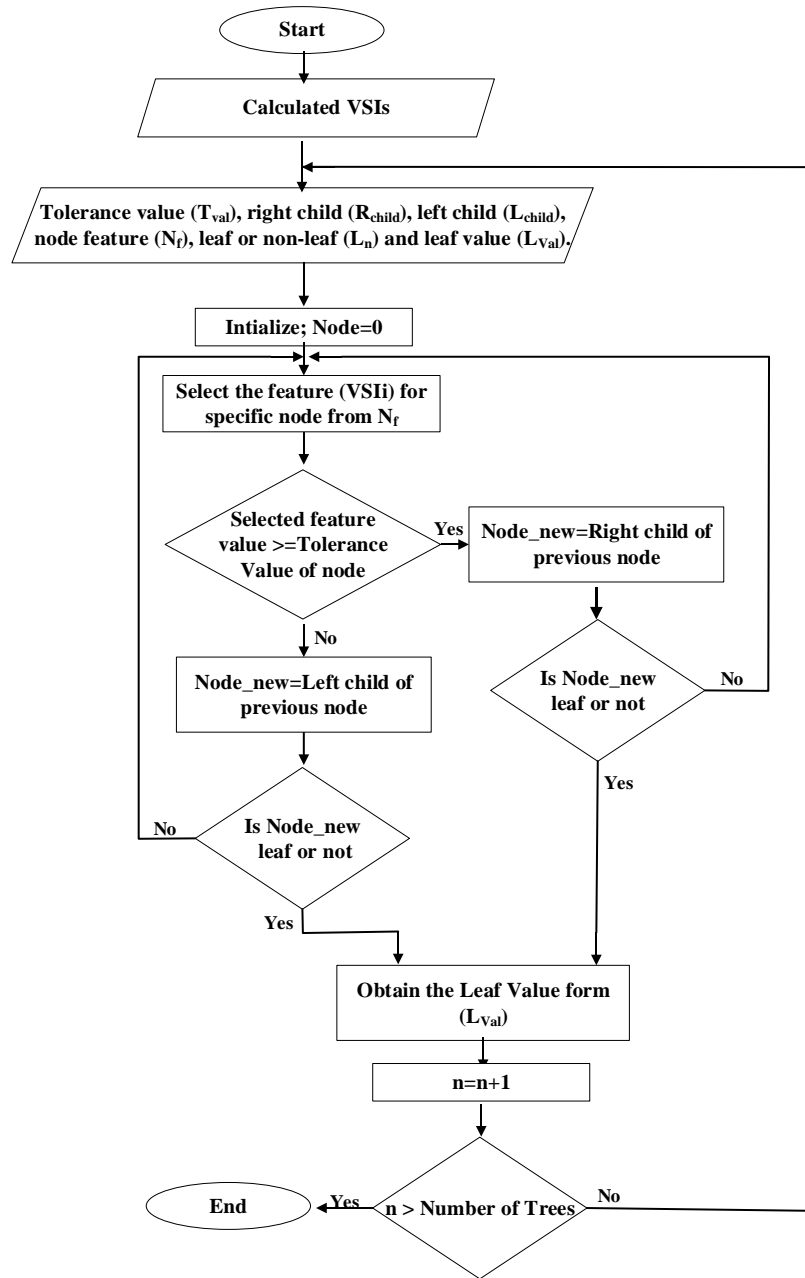 Start
Calculated VSIs
Tolerance value (Tval), right child (Rchild), left child (Lchild),
node feature (Nf), leaf or non-leaf (Ln) and leaf value (LVal).
Intialize; Node=0
Select the feature (VSIi) for
specific node from Nf
Selected feature
value >=Tolerance
Value of node
Yes
Node_new=Right child of
previous node
No
Node_new=Left child of
previous node
Is Node_new
leaf or not
No
Yes
Is Node_new
leaf or not
No
Yes
Obtain the Leaf Value form
(LVal)
n=n+1
n > Number of Trees
Yes
No
End